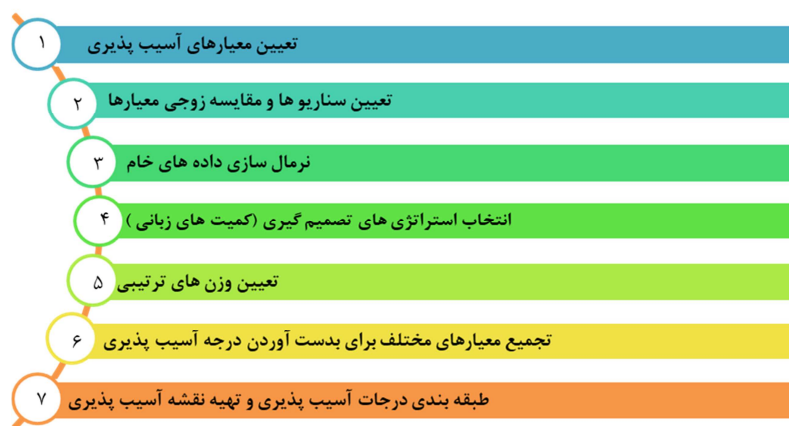 ۱ تعیین معیارهای آسیب پذیری
۲ تعیین سناریو ها و مقایسه زوجی معیارها
۳ نرمال سازی داده های خام
۴ انتخاب استراتژی های تصمیم گیری (کمیت های زبانی )
۵ تعیین وزن های ترتیبی
۶ تجمیع معیارهای مختلف برای بدست آوردن درجه آسیب پذیری
۷ طبقه بندی درجات آسیب پذیری و تهیه نقشه آسیب پذیری